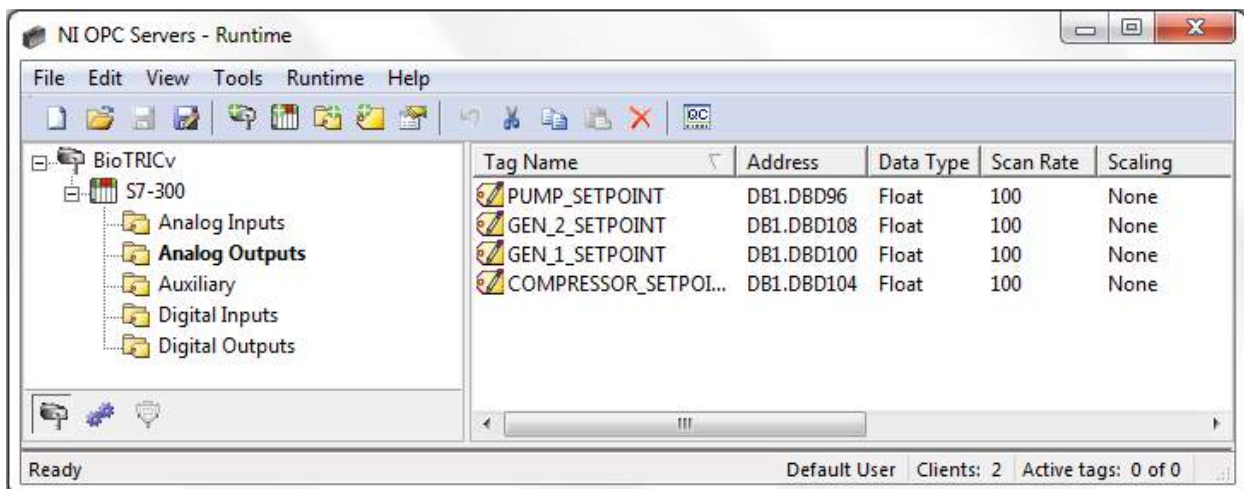 NI OPC Servers - Runtime
File Edit View Tools Runtime Help
QC
BioTRICv
S7-300
Analog Inputs
Analog Outputs
Auxiliary
Digital Inputs
Digital Outputs
Tag Name Address Data Type Scan Rate Scaling
PUMP_SETPOINT DB1.DBD96 Float 100 None
GEN_2_SETPOINT DB1.DBD108 Float 100 None
GEN_1_SETPOINT DB1.DBD100 Float 100 None
COMPRESSOR_SETPOI... DB1.DBD104 Float 100 None
Ready Default User Clients: 2 Active tags: 0 of 0